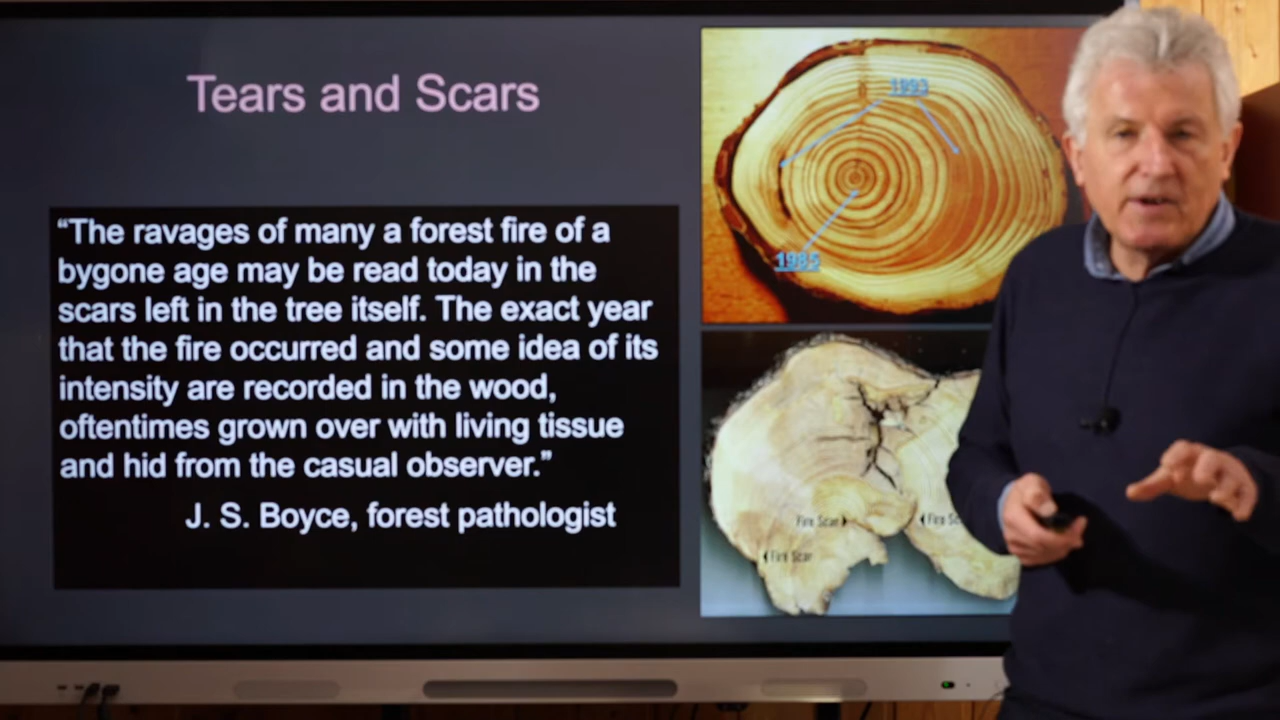 Tears and Scars
“The ravages of many a forest fire of a
bygone age may be read today in the
scars left in the tree itself. The exact year
that the fire occurred and some idea of its
intensity are recorded in the wood,
oftentimes grown over with living tissue
and hid from the casual observer.”
J. S. Boyce, forest pathologist
1993
1985
Fire Scar
Fire Scar
Fire